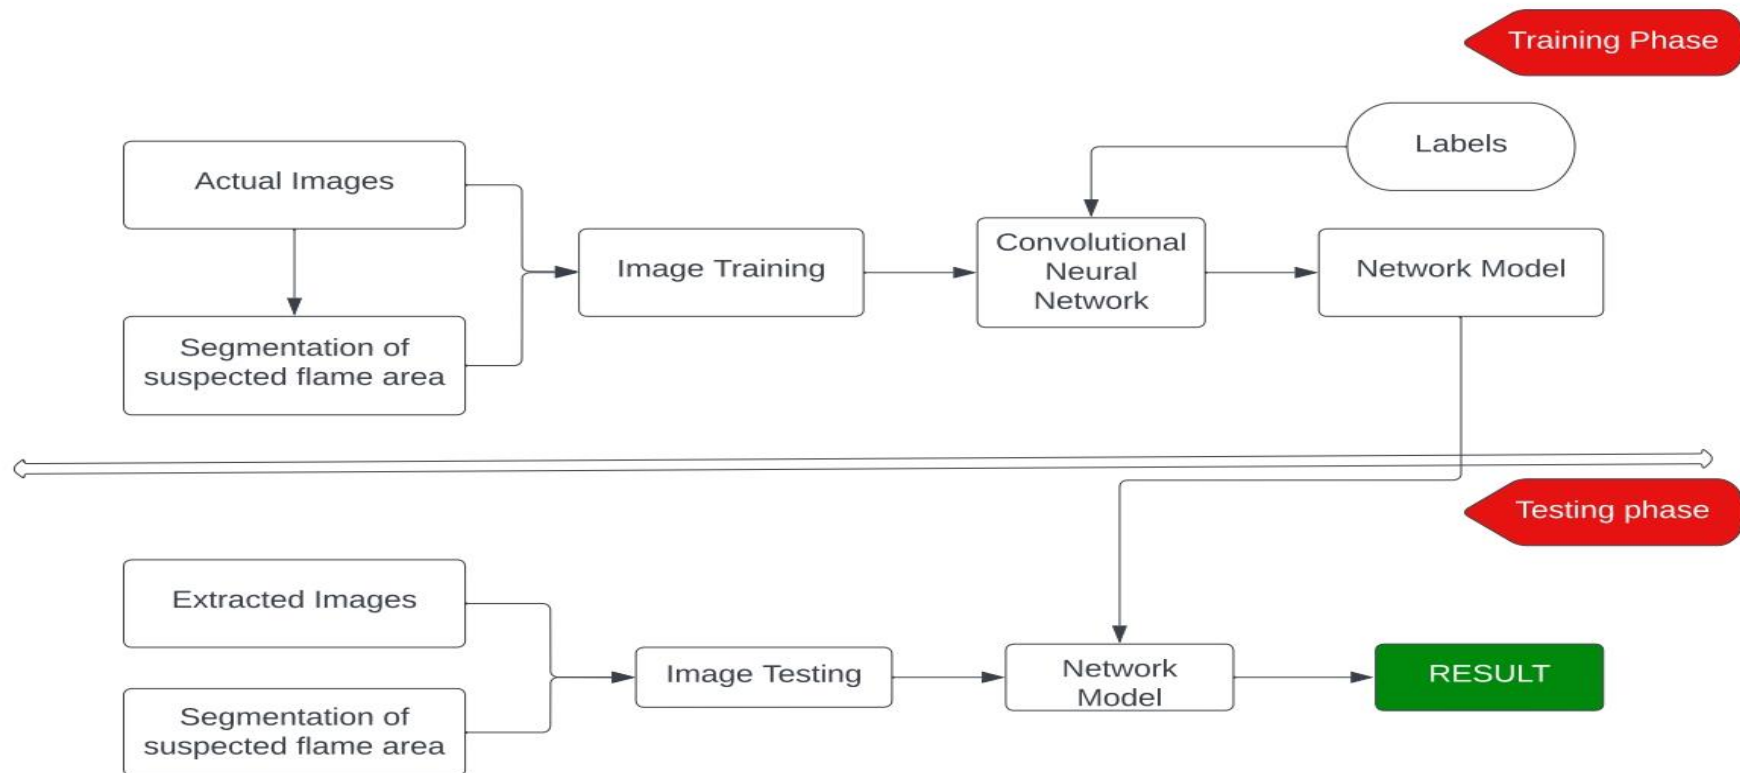 Training Phase
Labels
Actual Images
Image Training
Convolutional
Neural
Network
Network Model
Segmentation of
suspected flame area
Testing phase
Extracted Images
Image Testing
Network
Model
RESULT
Segmentation of
suspected flame area